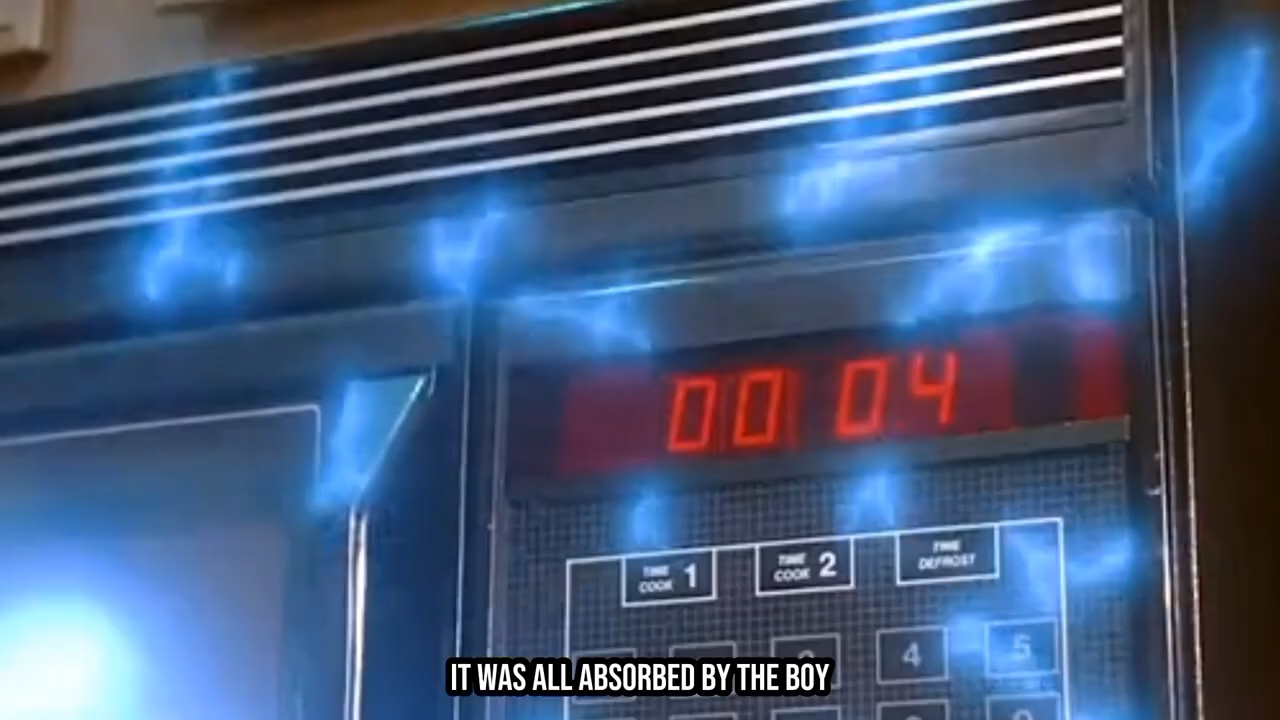 00 04
TIME
COOK 1
TIME
COOK 2
TIME
DEFROST
3 4 5
IT WAS ALL ABSORBED BY THE BOY